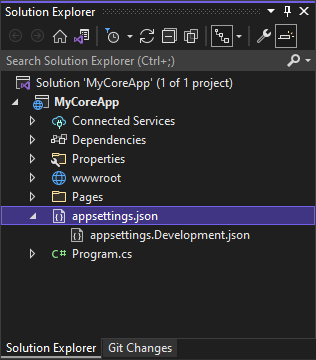 Solution Explorer
Search Solution Explorer (Ctrl+;)
Solution 'MyCoreApp' (1 of 1 project)
MyCoreApp
Connected Services
Dependencies
Properties
wwwroot
Pages
appsettings.json
appsettings.Development.json
C# Program.cs
Solution Explorer Git Changes